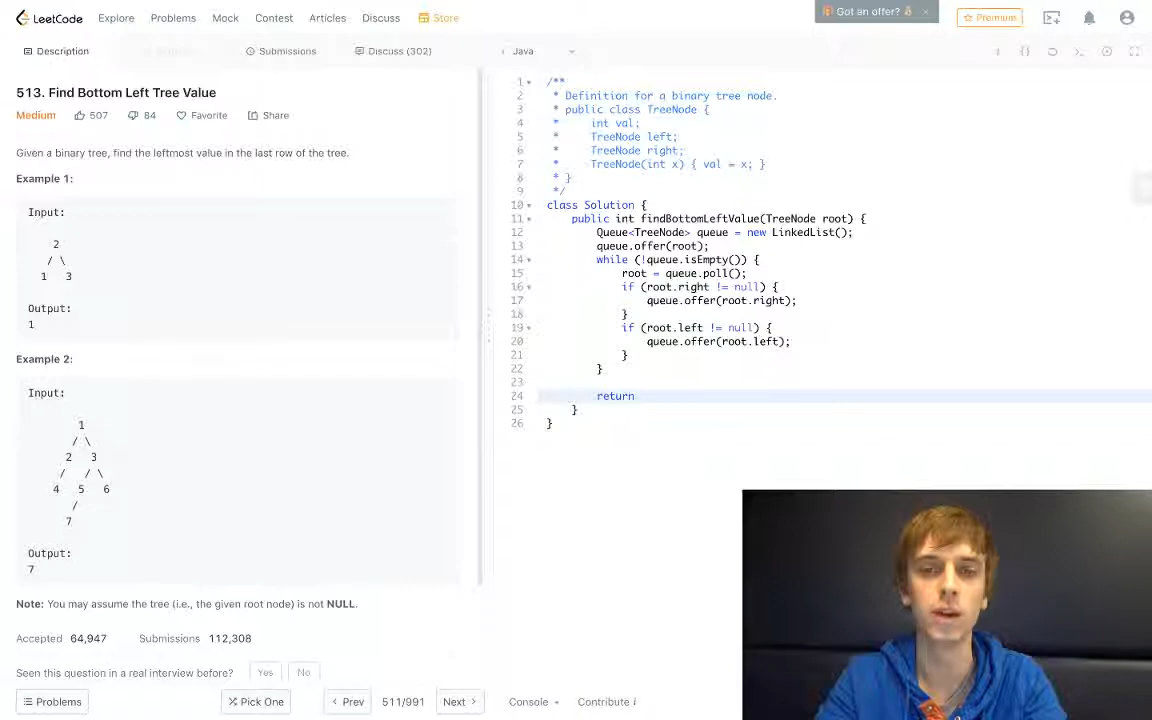 LeetCode Explore Problems Mock Contest Articles Discuss Store Got an offer? × Premium
Description Submissions Discuss (302) Java
513. Find Bottom Left Tree Value
Medium 507 84 Favorite Share
Given a binary tree, find the leftmost value in the last row of the tree.
Example 1:
Input:
2
/ \
1 3
Output:
1
Example 2:
Input:
1
/ \
2 3
/ / \
4 5 6
/
7
Output:
7
Note: You may assume the tree (i.e., the given root node) is not NULL.
Accepted 64,947 Submissions 112,308
Seen this question in a real interview before? Yes No
Problems Pick One Prev 511/991 Next Console Contribute i
1 /**
2 * Definition for a binary tree node.
3 * public class TreeNode {
4 * int val;
5 * TreeNode left;
6 * TreeNode right;
7 * TreeNode(int x) { val = x; }
8 * }
9 */
10 class Solution {
11 public int findBottomLeftValue(TreeNode root) {
12 Queue<TreeNode> queue = new LinkedList();
13 queue.offer(root);
14 while (!queue.isEmpty()) {
15 root = queue.poll();
16 if (root.right != null) {
17 queue.offer(root.right);
18 }
19 if (root.left != null) {
20 queue.offer(root.left);
21 }
22 }
23
24 return
25 }
26 }